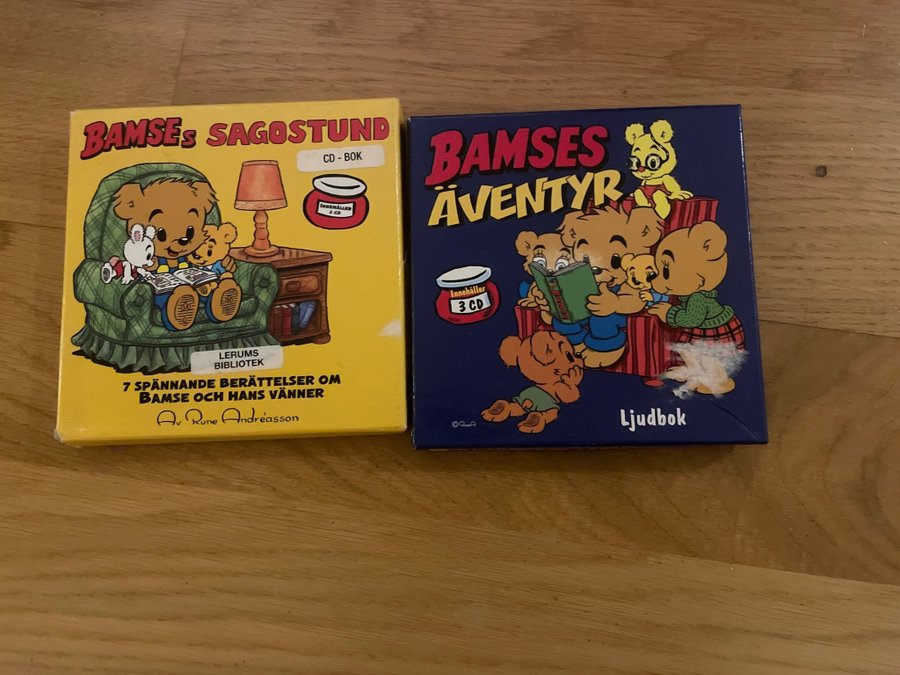 BAMSEs SAGOSTUND
CD - BOK
INNEHÅLLER
3 CD
LERUMS
BIBLIOTEK
7 SPÄNNANDE BERÄTTELSER OM
BAMSE OCH HANS VÄNNER
Av Rune Andréasson
BAMSES
ÄVENTYR
Innehåller
3 CD
Ljudbok